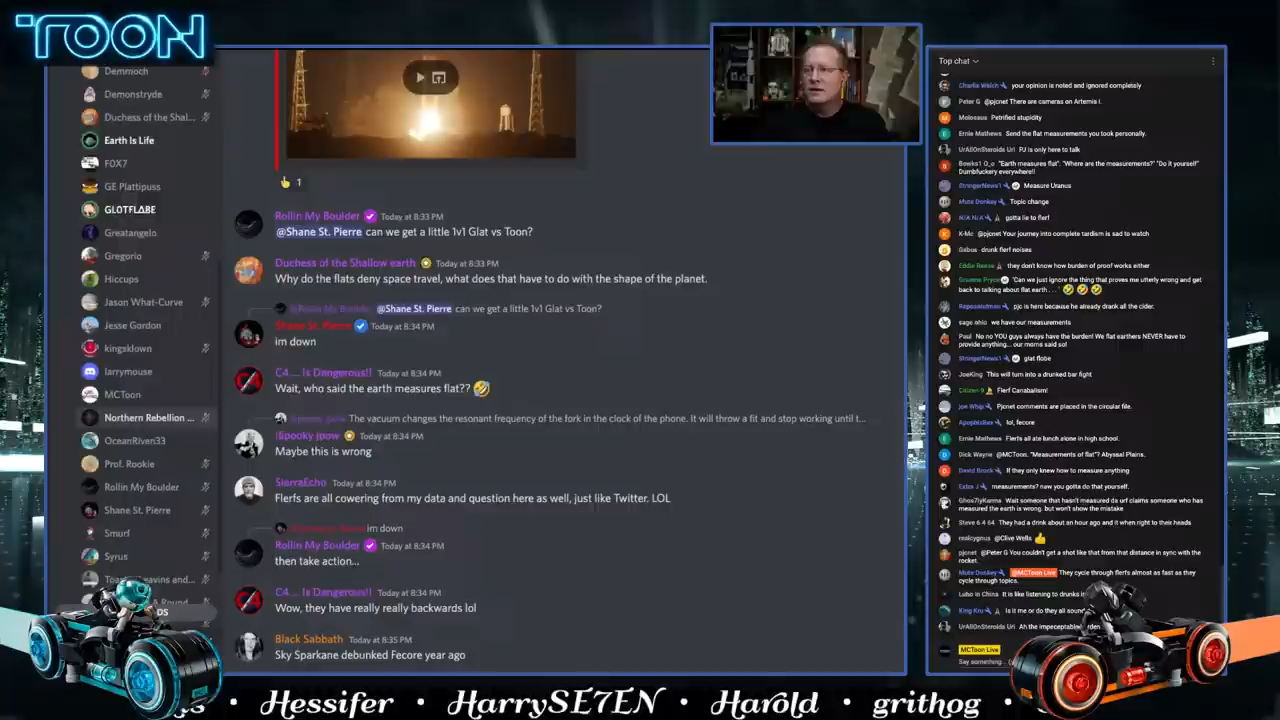 TOON
Demmoch
Demonstryde
Duchess of the Shal...
Earth Is Life
FOX7
GE Plattipuss
GLOTFLABE
Greatangelo
Gregorio
Hiccups
Jason What-Curve
Jesse Gordon
kingsklown
larrymouse
MCToon
Northern Rebellion ...
OceanRiven33
Prof. Rookie
Rollin My Boulder
Shane St. Pierre
Smurf
Syrus
1
Rollin My Boulder Today at 8:33 PM
@Shane St. Pierre can we get a little 1v1 Glat vs Toon?
Duchess of the Shallow earth Today at 8:33 PM
Why do the flats deny space travel, what does that have to do with the shape of the planet.
@Shane St. Pierre can we get a little 1v1 Glat vs Toon?
Shane St. Pierre Today at 8:34 PM
im down
C4.... Is Dangerous!! Today at 8:34 PM
Wait, who said the earth measures flat?? 🤣
The vacuum changes the resonant frequency of the fork in the clock of the phone. It will throw a fit and stop working until t...
Today at 8:34 PM
Maybe this is wrong
SierraEcho Today at 8:34 PM
Flerfs are all cowering from my data and question here as well, just like Twitter. LOL
im down
Rollin My Boulder Today at 8:34 PM
then take action...
C4.... Is Dangerous!! Today at 8:34 PM
Wow, they have really really backwards lol
Black Sabbath Today at 8:35 PM
Sky Sparkane debunked Fecore year ago
Top chat
Charlie Welch your opinion is noted and ignored completely
Peter G @pjcnet There are cameras on Artemis I.
Molosaus Petrified stupidity
Ernie Mathews Send the flat measurements you took personally.
UrAllOnSteroids Url PJ is only here to talk
Bowks1 O_o "Earth measures flat". "Where are the measurements?" "Do it yourself"
Dumbfuckery everywhere!!
StringerNews1 Measure Uranus
Mute Donkey Topic change
N/A N/A gotta lie to flerf
K-Mc @pjcnet Your journey into complete tardism is sad to watch
Gabus drunk flerf noises
Eddie Reese they don't know how burden of proof works either
Graeme Pryce "Can we just ignore the thing that proves me utterly wrong and get
back to talking about flat earth . . . " 🤣 🤣 🤣
Repoxandman pjc is here because he already drank all the cider.
sage ohio we have our measurements
Paul No no YOU guys always have the burden! We flat earthers NEVER have to
provide anything... our moms said so!
StringerNews1 glat flobe
JoeKing This will turn into a drunked bar fight
Citizen 9 Flerf Canabalism!
Joe Whip Pjcnet comments are placed in the circular file.
Apophisiber lol, fecore
Ernie Mathews Flerfs all ate lunch alone in high school.
Dick Wayne @MCToon. "Measurements of flat"? Abyssal Plains.
David Brock If they only knew how to measure anything
Extra J measurements? naw you gotta do that yourself.
Ghos7lyKarma Wait someone that hasn't measured da urf claims someone who has
measured the earth is wrong. but won't show the mistake
Steve 6 4 64 They had a drink about an hour ago and it when right to their heads
realcygnus @Clive Wells 👍
pjcnet @Peter G You couldn't get a shot like that from that distance in sync with the
rocket.
Mute Donkey @MCToon Live They cycle through flerfs almost as fast as they
cycle through topics.
Lubo in China It is like listening to drunks in
King Kru Is it me or do they all sound
UrAllOnSteroids Url Ah the impeccable
MCToon Live
Say something...
• Hessifer • HarrySE7EN • Harold • grithog •